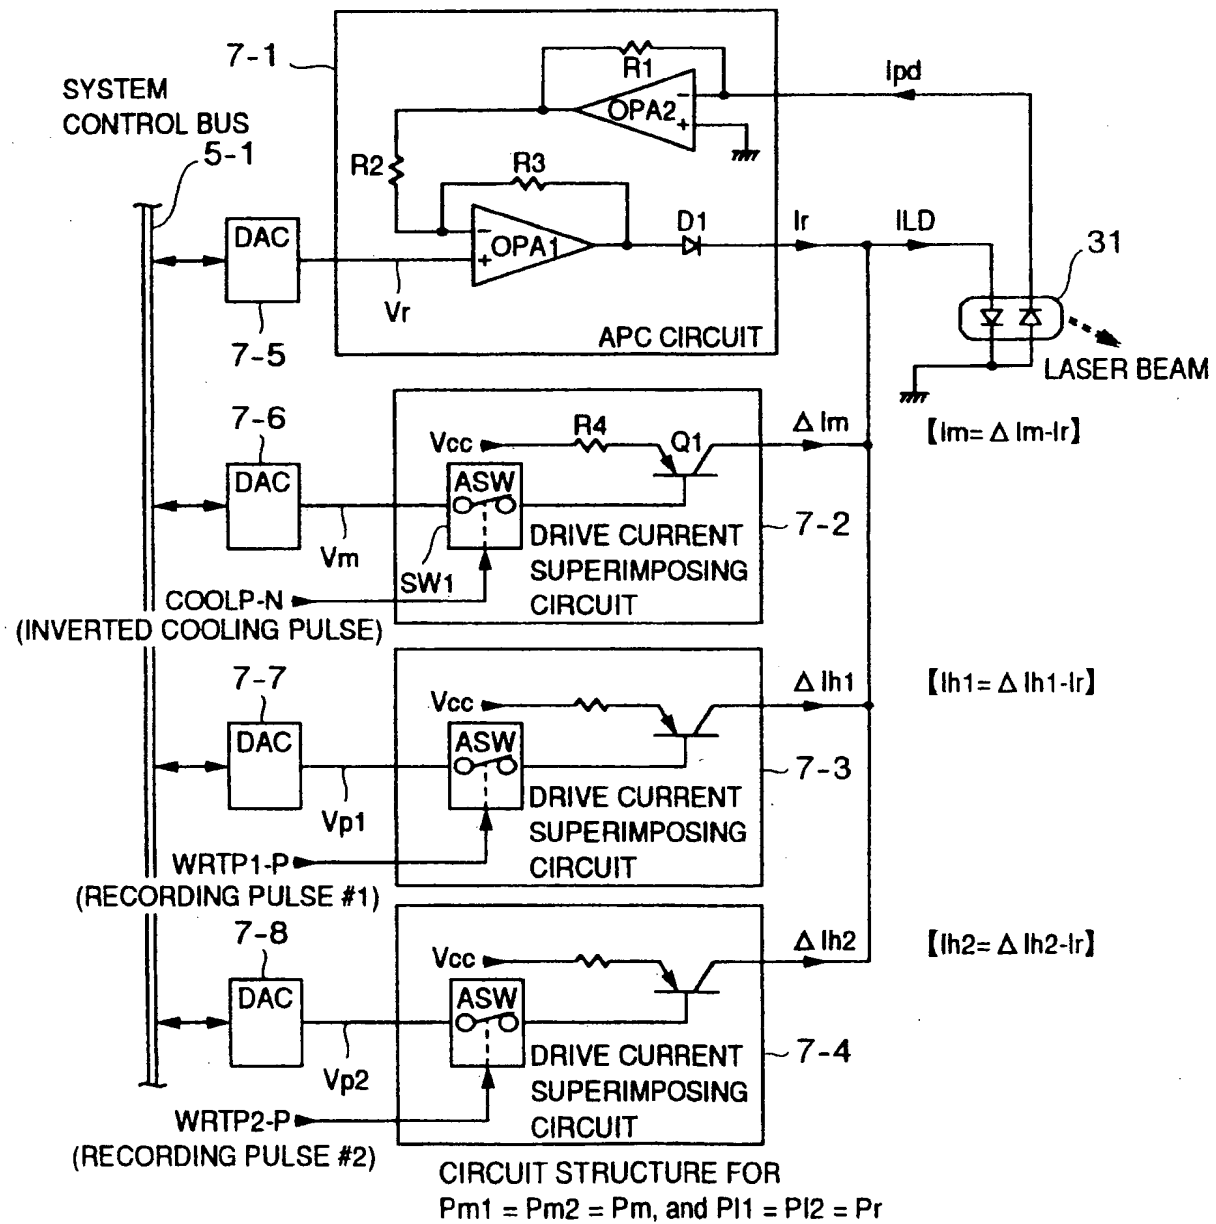 7-1
SYSTEM
CONTROL BUS
5-1
R1
OPA2
-
+
Ipd
R2
R3
DAC
7-5
Vr
-
OPA1
+
D1
Ir
ILD
31
APC CIRCUIT
LASER BEAM
7-6
DAC
Vm
Vcc
R4
Q1
ASW
SW1
Δ Im
【Im= Δ Im-Ir】
7-2
DRIVE CURRENT
SUPERIMPOSING
CIRCUIT
COOLP-N
(INVERTED COOLING PULSE)
7-7
DAC
Vp1
Vcc
ASW
Δ Ih1
【Ih1= Δ Ih1-Ir】
7-3
DRIVE CURRENT
SUPERIMPOSING
CIRCUIT
WRTP1-P
(RECORDING PULSE #1)
7-8
DAC
Vp2
Vcc
ASW
Δ Ih2
【Ih2= Δ Ih2-Ir】
7-4
DRIVE CURRENT
SUPERIMPOSING
CIRCUIT
WRTP2-P
(RECORDING PULSE #2)
CIRCUIT STRUCTURE FOR
Pm1 = Pm2 = Pm, and Pl1 = Pl2 = Pr